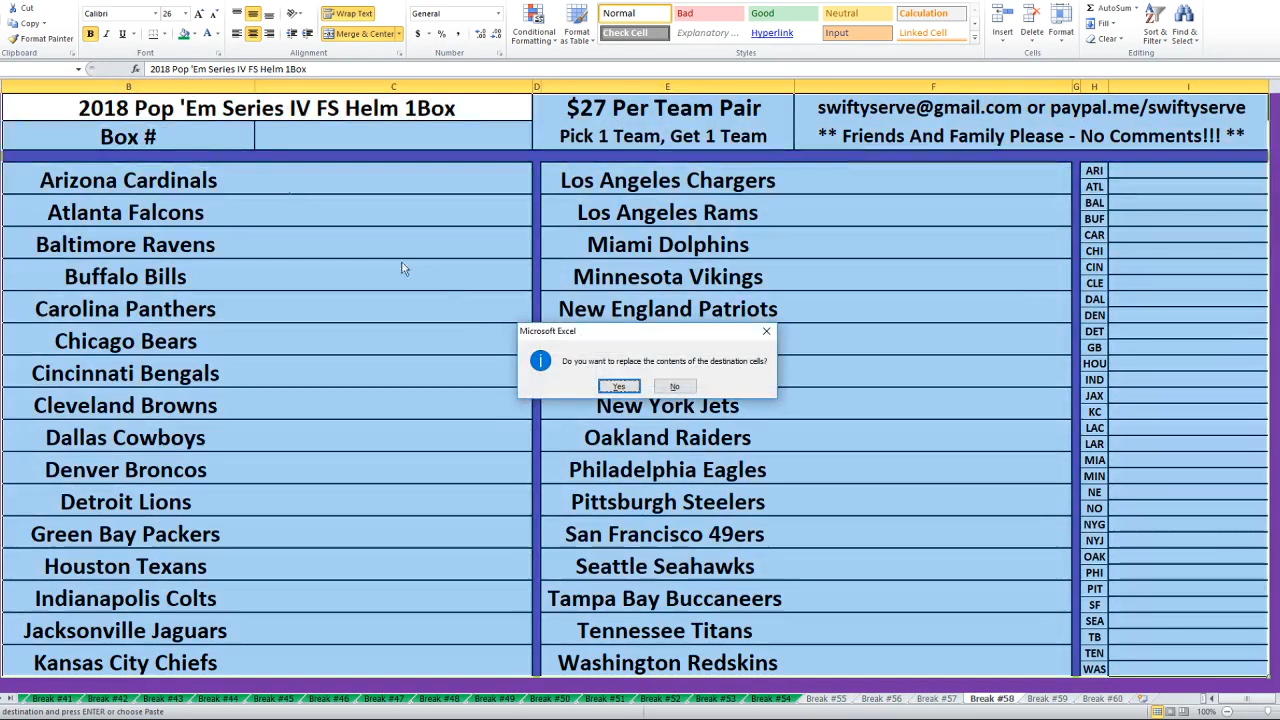 Cut
Calibri
26
Wrap Text
General
Normal
Bad
Good
Neutral
Calculation
AutoSum
Copy
Check Cell
Explanatory ...
Hyperlink
Input
Linked Cell
Fill
Format Painter
B I U
Merge & Center
$ % ,
Conditional Formatting
Format as Table
Insert
Delete
Format
Clear
Sort & Filter
Find & Select
Clipboard
Font
Alignment
Number
Styles
Cells
Editing
fx
2018 Pop 'Em Series IV FS Helm 1Box
B C D E F G H I
2018 Pop 'Em Series IV FS Helm 1Box
$27 Per Team Pair
swiftyserve@gmail.com or paypal.me/swiftyserve
Box #
Pick 1 Team, Get 1 Team
** Friends And Family Please - No Comments!!! **
Arizona Cardinals
Los Angeles Chargers
ARI
Atlanta Falcons
Los Angeles Rams
ATL
BAL
Baltimore Ravens
Miami Dolphins
BUF
CAR
Buffalo Bills
Minnesota Vikings
CHI
CIN
Carolina Panthers
New England Patriots
CLE
DAL
DEN
Microsoft Excel
Do you want to replace the contents of the destination cells?
Yes
No
Chicago Bears
DET
GB
Cincinnati Bengals
HOU
IND
Cleveland Browns
New York Jets
JAX
KC
Dallas Cowboys
Oakland Raiders
LAC
LAR
Denver Broncos
Philadelphia Eagles
MIA
MIN
Detroit Lions
Pittsburgh Steelers
NE
NO
Green Bay Packers
San Francisco 49ers
NYG
NYJ
Houston Texans
Seattle Seahawks
OAK
PHI
Indianapolis Colts
Tampa Bay Buccaneers
PIT
SF
Jacksonville Jaguars
Tennessee Titans
SEA
TB
Kansas City Chiefs
Washington Redskins
TEN
WAS
Break #41
Break #42
Break #43
Break #44
Break #45
Break #46
Break #47
Break #48
Break #49
Break #50
Break #51
Break #52
Break #53
Break #54
Break #55
Break #56
Break #57
Break #58
Break #59
Break #60
destination and press ENTER or choose Paste
100%